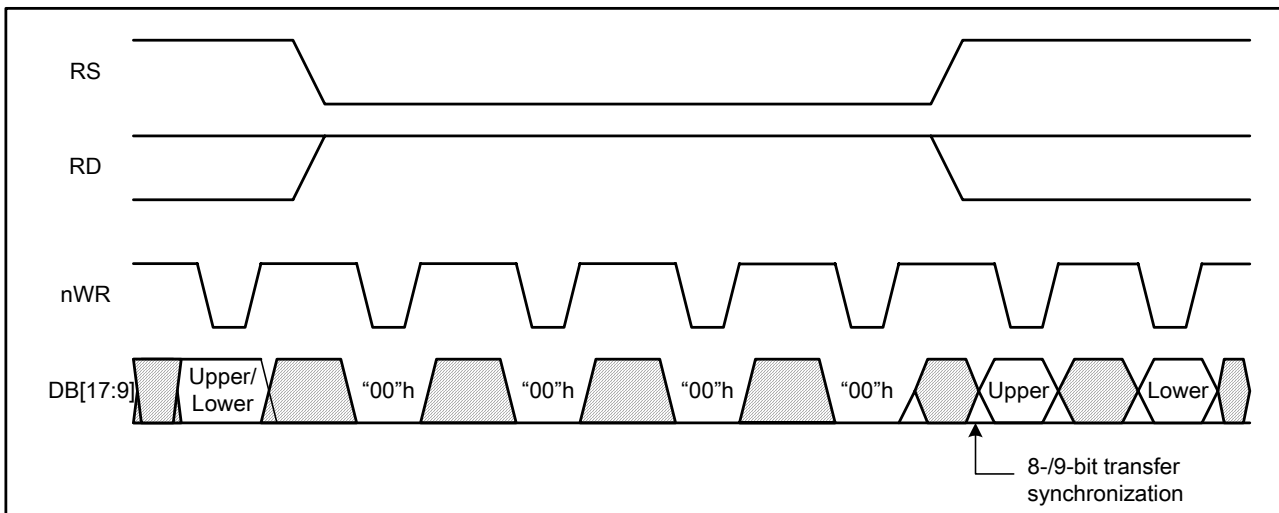 RS
RD
nWR
DB[17:9]
Upper/
Lower
“00”h
“00”h
“00”h
“00”h
Upper
Lower
8-/9-bit transfer
synchronization